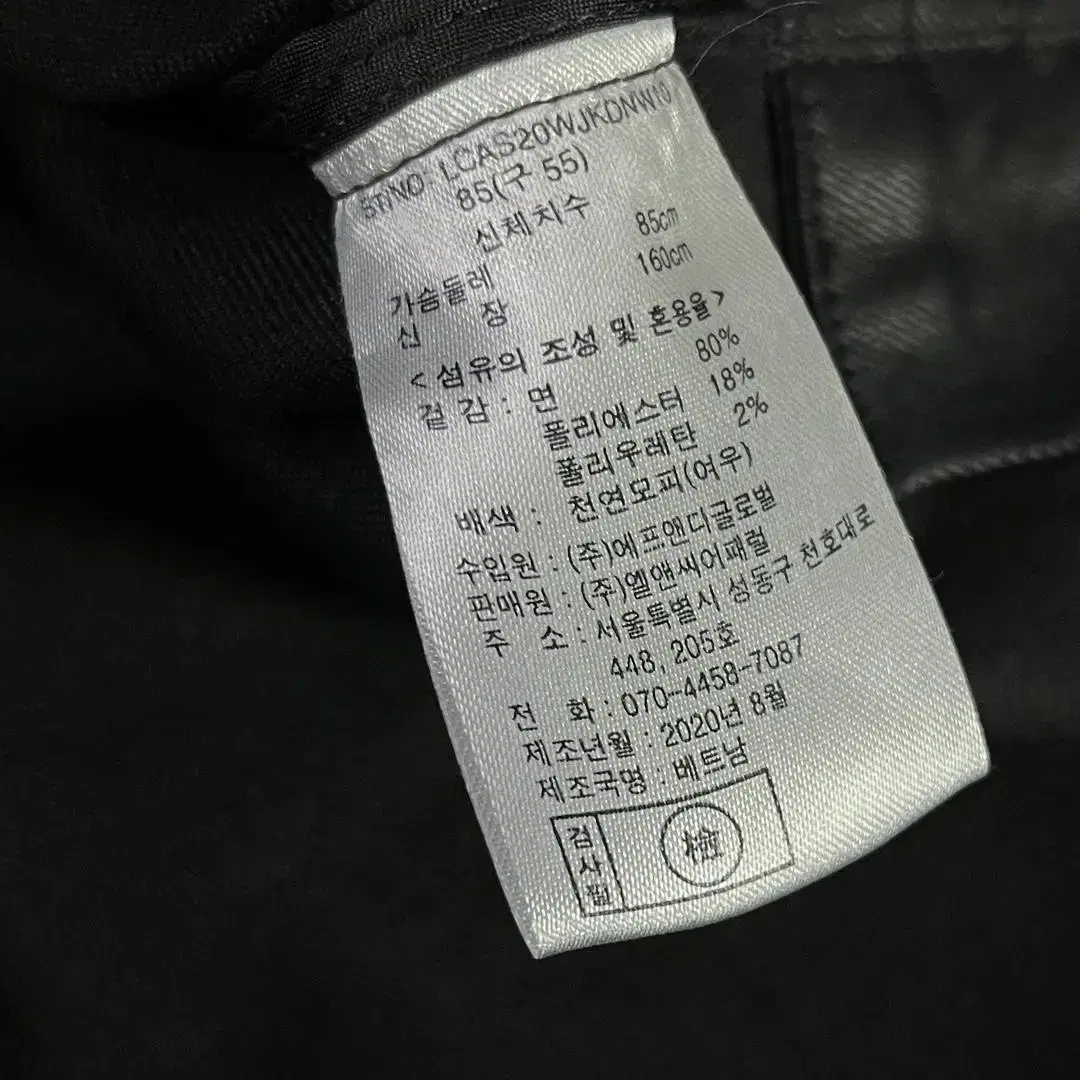 ST/NO: LCAS20WJKDNW10
85(구 55)
신체치수
가슴둘레 85cm
신 장 160cm
< 섬유의 조성 및 혼용율>
겉 감 : 면 80%
폴리에스터 18%
폴리우레탄 2%
배색 : 천연모피(여우)
수입원 : (주)에프앤디글로벌
판매원 : (주)엘앤씨어패럴
주 소 : 서울특별시 성동구 천호대로
448, 205호
전 화 : 070-4458-7087
제조년월 : 2020년 8월
제조국명 : 베트남
검사필
檢